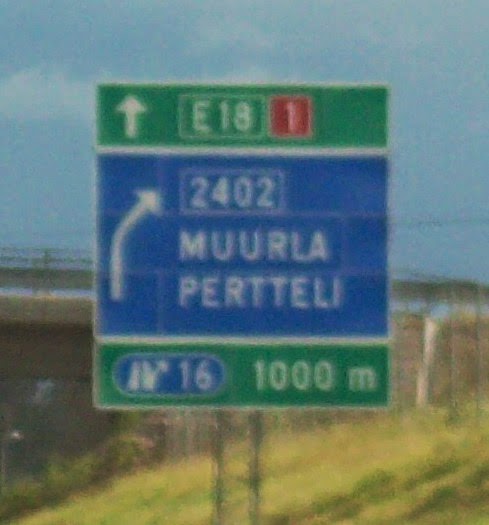 E18 1
2402
MUURLA
PERTTELI
16 1000 m